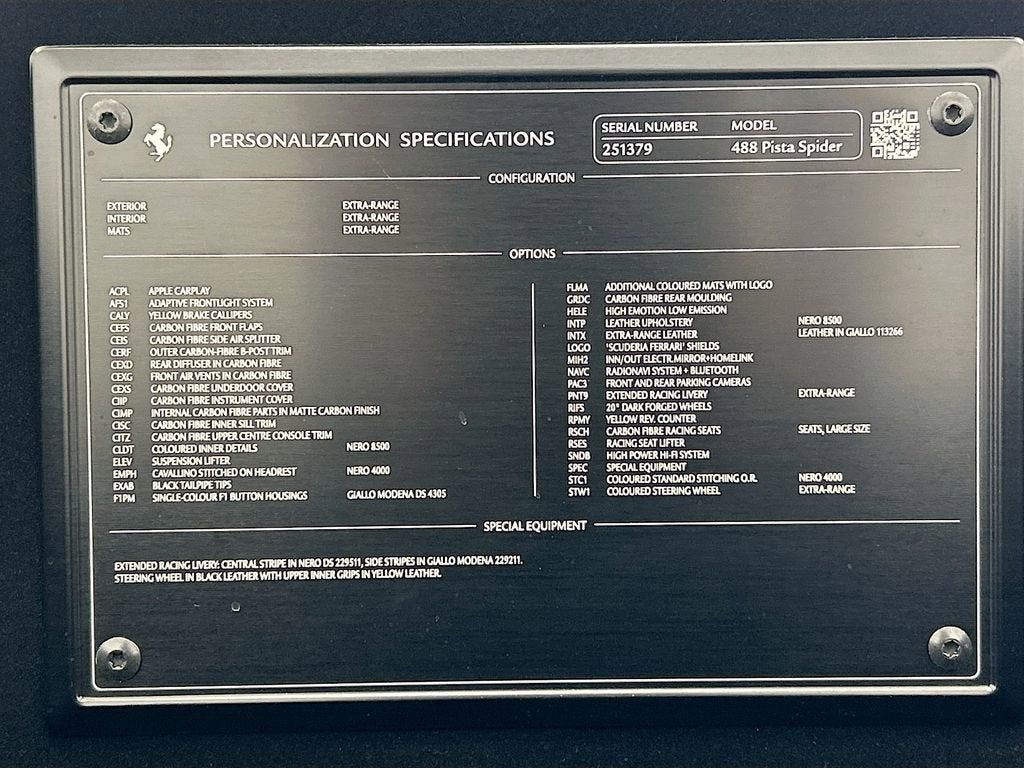 PERSONALIZATION SPECIFICATIONS
SERIAL NUMBER MODEL
251379 488 Pista Spider
CONFIGURATION
EXTERIOR EXTRA-RANGE
INTERIOR EXTRA-RANGE
MATS EXTRA-RANGE
OPTIONS
ACPL APPLE CARPLAY
AFS1 ADAPTIVE FRONTLIGHT SYSTEM
CALY YELLOW BRAKE CALLIPERS
CEFS CARBON FIBRE FRONT FLAPS
CEIS CARBON FIBRE SIDE AIR SPLITTER
CERF OUTER CARBON-FIBRE B-POST TRIM
CEXD REAR DIFFUSER IN CARBON FIBRE
CEXG FRONT AIR VENTS IN CARBON FIBRE
CEXS CARBON FIBRE UNDERDOOR COVER
CIIP CARBON FIBRE INSTRUMENT COVER
CIMP INTERNAL CARBON FIBRE PARTS IN MATTE CARBON FINISH
CISC CARBON FIBRE INNER SILL TRIM
CITZ CARBON FIBRE UPPER CENTRE CONSOLE TRIM
CLDT COLOURED INNER DETAILS NERO 8500
ELEV SUSPENSION LIFTER
EMPH CAVALLINO STITCHED ON HEADREST NERO 4000
EXAB BLACK TAILPIPE TIPS
F1PM SINGLE-COLOUR F1 BUTTON HOUSINGS GIALLO MODENA DS 4305
FLMA ADDITIONAL COLOURED MATS WITH LOGO
GRDC CARBON FIBRE REAR MOULDING
HELE HIGH EMOTION LOW EMISSION
INTP LEATHER UPHOLSTERY NERO 8500
INTX EXTRA-RANGE LEATHER LEATHER IN GIALLO 113266
LOGO 'SCUDERIA FERRARI' SHIELDS
MIH2 INN/OUT ELECTR.MIRROR+HOMELINK
NAVC RADIONAVI SYSTEM + BLUETOOTH
PAC3 FRONT AND REAR PARKING CAMERAS
PNT9 EXTENDED RACING LIVERY EXTRA-RANGE
RIFS 20" DARK FORGED WHEELS
RPMY YELLOW REV. COUNTER
RSCH CARBON FIBRE RACING SEATS SEATS, LARGE SIZE
RSES RACING SEAT LIFTER
SNDB HIGH POWER HI-FI SYSTEM
SPEC SPECIAL EQUIPMENT
STC1 COLOURED STANDARD STITCHING O.R. NERO 4000
STW1 COLOURED STEERING WHEEL EXTRA-RANGE
SPECIAL EQUIPMENT
EXTENDED RACING LIVERY: CENTRAL STRIPE IN NERO DS 229511, SIDE STRIPES IN GIALLO MODENA 229211.
STEERING WHEEL IN BLACK LEATHER WITH UPPER INNER GRIPS IN YELLOW LEATHER.